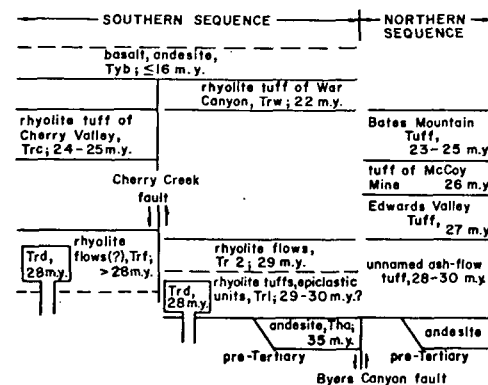 SOUTHERN SEQUENCE
NORTHERN
SEQUENCE
basalt, andesite,
Tyb; ≤16 m.y.
rhyolite tuff of War
Canyon, Trw; 22 m.y.
rhyolite tuff of
Cherry Valley,
Trc; 24-25 m.y.
Bates Mountain
Tuff,
23-25 m.y.
tuff of McCoy
Mine 26 m.y.
Cherry Creek
fault
Edwards Valley
Tuff,
27 m.y.
Trd,
28 m.y.
rhyolite
flows(?), Trf;
>28 m.y.
rhyolite flows,
Tr 2; 29 m.y.
Trd,
28 m.y.
rhyolite tuffs, epiclastic
units, Trl; 29-30 m.y.?
unnamed ash-flow
tuff, 28-30 m.y.
andesite, Tha;
35 m.y.
andesite
pre-Tertiary
pre-Tertiary
Byers Canyon fault